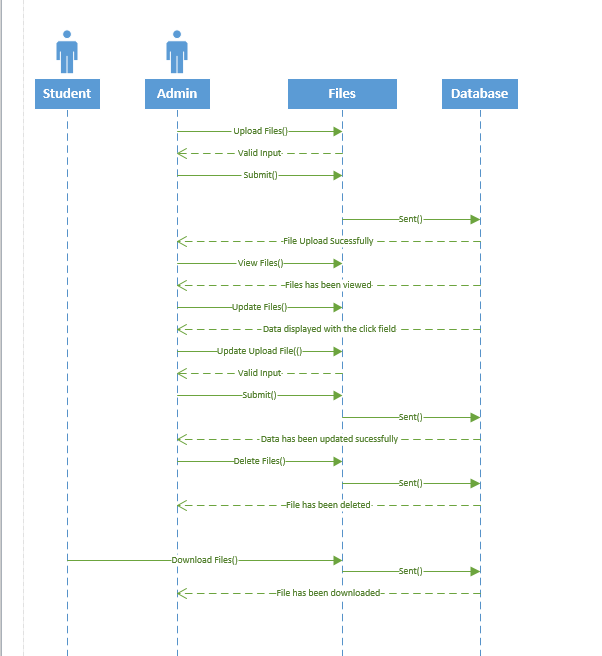 Student Admin Files Database
Upload Files()
Valid Input
Submit()
Sent()
File Upload Sucessfully
View Files()
Files has been viewed
Update Files()
Data displayed with the click field
Update Upload File(()
Valid Input
Submit()
Sent()
Data has been updated sucessfully
Delete Files()
Sent()
File has been deleted
Download Files()
Sent()
File has been downloaded